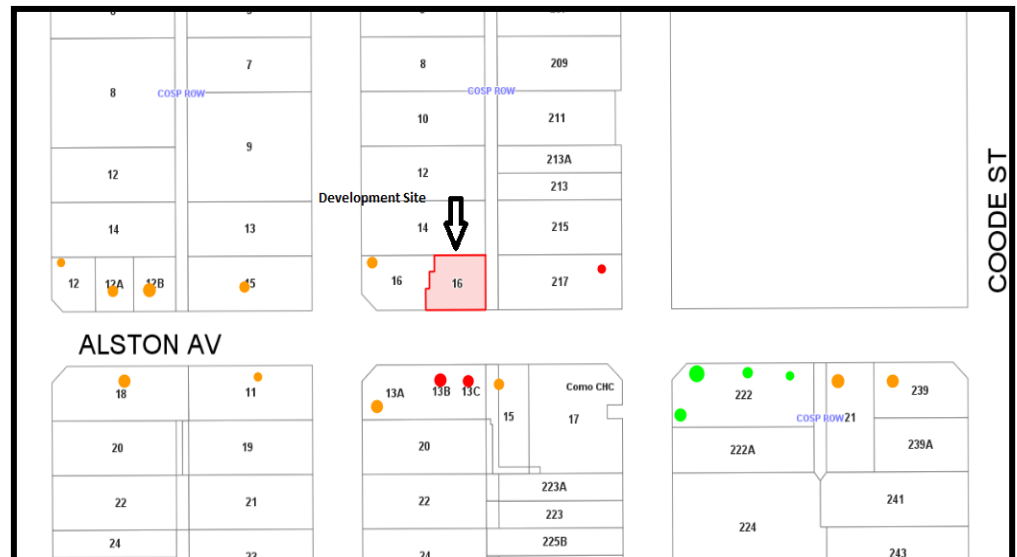 7
8
209
8
COSP ROW
COSP ROW
10
211
9
213A
12
12
213
Development Site
14
13
14
215
12
12A
12B
15
16
16
217
COODE ST
ALSTON AV
18
11
13A
13B
13C
15
Como CHC
17
222
COSP ROW
21
239
20
19
20
222A
239A
22
21
22
223A
223
241
224
24
23
24
225B
243